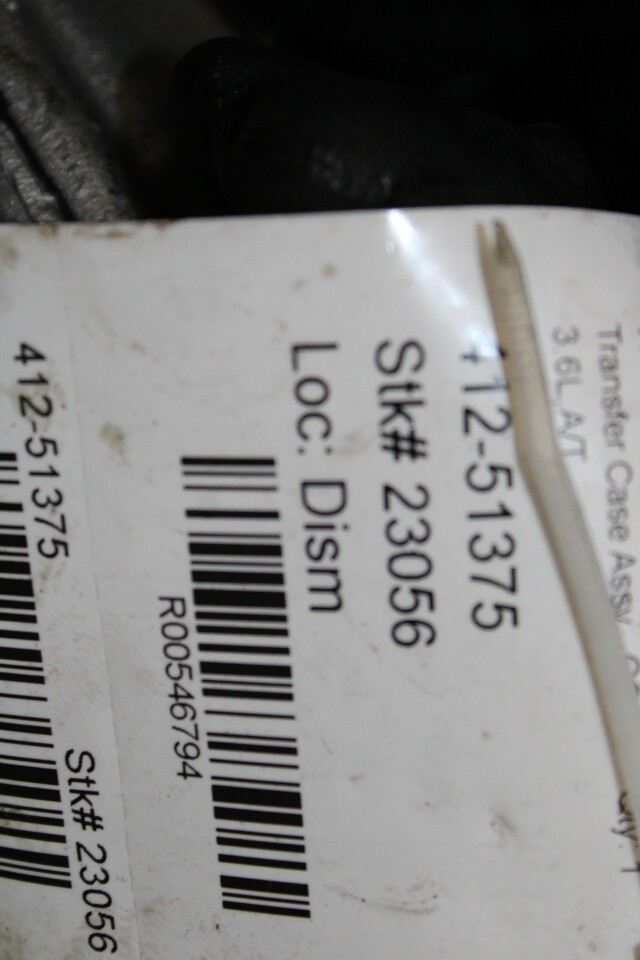 Transfer Case Assy
3.6L, A/T
412-51375
Stk# 23056
Loc: Dism
R00546794
Stk# 23056
412-51375